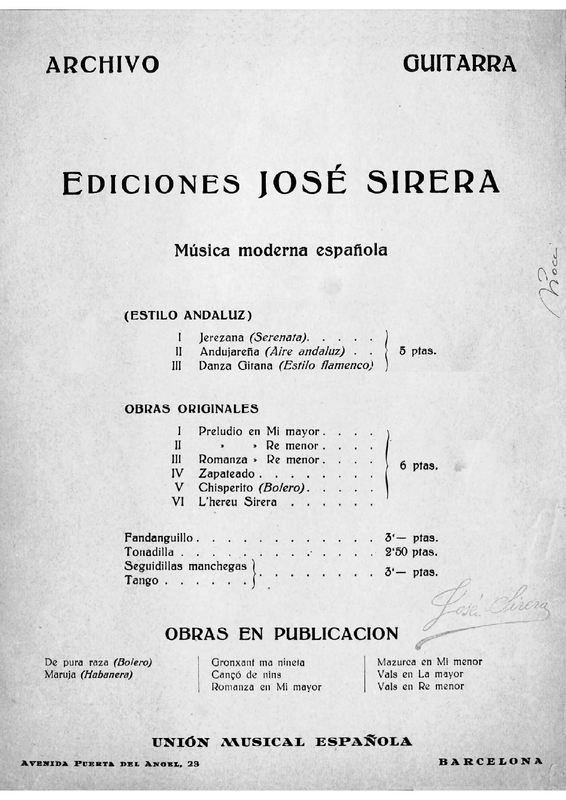 ARCHIVO GUITARRA
EDICIONES JOSÉ SIRERA
Música moderna española
(ESTILO ANDALUZ)
I Jerezana (Serenata). . . . .
II Andujareña (Aire andaluz) . .
III Danza Gitana (Estilo flamenco)
5 ptas.
OBRAS ORIGINALES
I Preludio en Mi mayor. . . .
II » » Re menor. . . .
III Romanza » Re menor. . . .
IV Zapateado . . . . . . . .
V Chisperito (Bolero). . . . .
VI L'hereu Sirera . . . . . .
6 ptas.
Fandanguillo . . . . . . . . . . . . . 3'— ptas.
Tonadilla . . . . . . . . . . . . . . 2'50 ptas.
Seguidillas manchegas
Tango . . . . . .
. . . . . . . . 3'— ptas.
José Sirera
OBRAS EN PUBLICACION
De pura raza (Bolero)
Maruja (Habanera)
Gronxant ma nineta
Cançó de nins
Romanza en Mi mayor
Mazurca en Mi menor
Vals en La mayor
Vals en Re menor
UNIÓN MUSICAL ESPAÑOLA
AVENIDA PUERTA DEL ANGEL, 23 BARCELONA